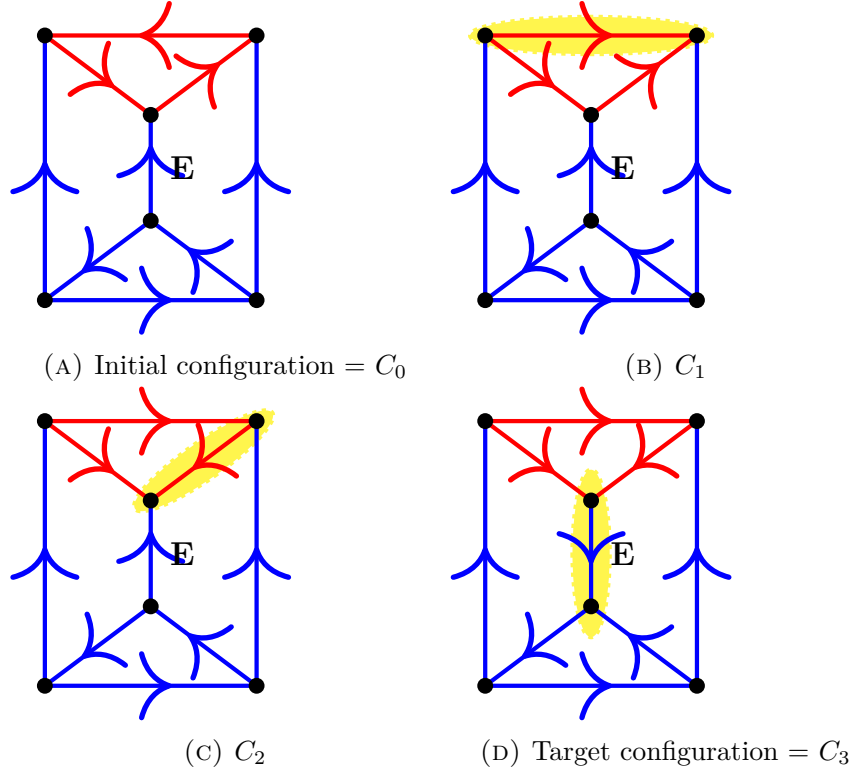 E
E
(A) Initial configuration = C₀
(B) C₁
E
E
(C) C₂
(D) Target configuration = C₃